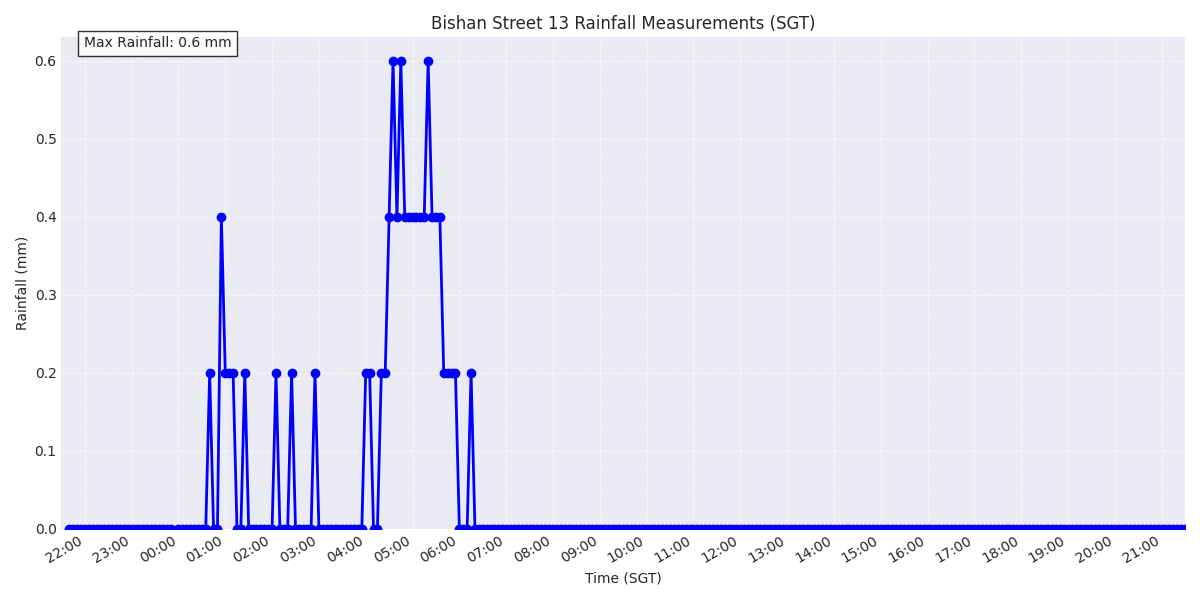 Bishan Street 13 Rainfall Measurements (SGT)
Max Rainfall: 0.6 mm
Rainfall (mm)
0.6
0.5
0.4
0.3
0.2
0.1
0.0
22:00 23:00 00:00 01:00 02:00 03:00 04:00 05:00 06:00 07:00 08:00 09:00 10:00 11:00 12:00 13:00 14:00 15:00 16:00 17:00 18:00 19:00 20:00 21:00
Time (SGT)